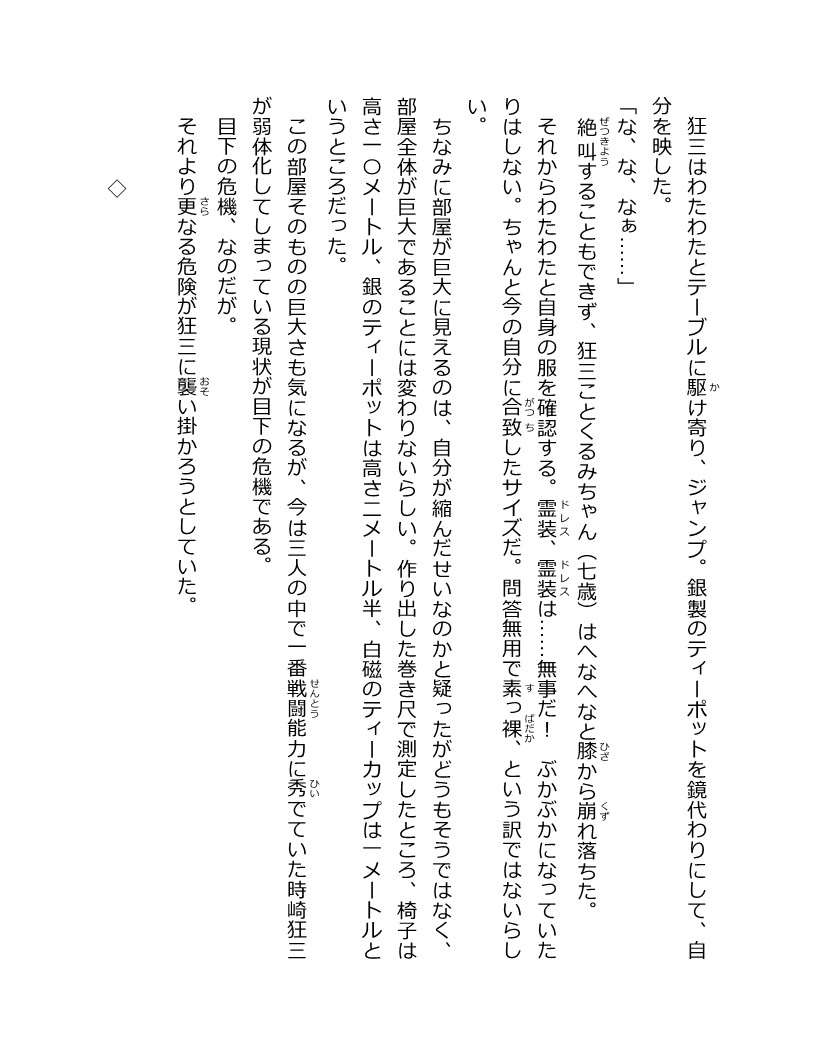 狂三はわたわたとテーブルに駆け寄り、ジャンプ。銀製のティーポットを鏡代わりにして、自
分を映した。
「な、な、なぁ……」
　絶叫することもできず、狂三ことくるみちゃん（七歳）はへなへなと膝から崩れ落ちた。
　それからわたわたと自身の服を確認する。霊装、霊装は……無事だ！　ぶかぶかになっていた
りはしない。ちゃんと今の自分に合致したサイズだ。問答無用で素っ裸、という訳ではないらし
い。
　ちなみに部屋が巨大に見えるのは、自分が縮んだせいなのかと疑ったがどうもそうではなく、
部屋全体が巨大であることには変わりないらしい。作り出した巻き尺で測定したところ、椅子は
高さ一〇メートル、銀のティーポットは高さ二メートル半、白磁のティーカップは一メートルと
いうところだった。
　この部屋そのものの巨大さも気になるが、今は三人の中で一番戦闘能力に秀でていた時崎狂三
が弱体化してしまっている現状が目下の危機である。
　目下の危機、なのだが。
　それより更なる危険が狂三に襲い掛かろうとしていた。
◇